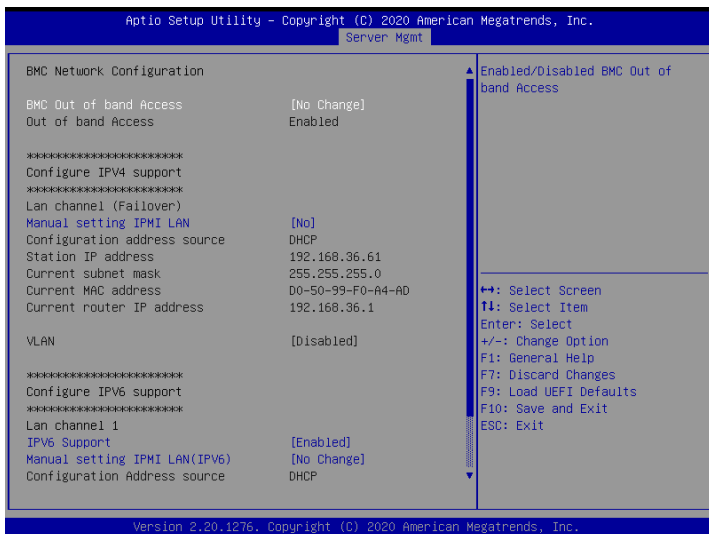 Aptio Setup Utility – Copyright (C) 2020 American Megatrends, Inc.
Server Mgmt
BMC Network Configuration
BMC Out of band Access [No Change]
Out of band Access Enabled
***********************
Configure IPV4 support
***********************
Lan channel (Failover)
Manual setting IPMI LAN [No]
Configuration address source DHCP
Station IP address 192.168.36.61
Current subnet mask 255.255.255.0
Current MAC address D0-50-99-F0-A4-AD
Current router IP address 192.168.36.1
VLAN [Disabled]
***********************
Configure IPV6 support
***********************
Lan channel 1
IPV6 Support [Enabled]
Manual setting IPMI LAN(IPV6) [No Change]
Configuration Address source DHCP
Enabled/Disabled BMC Out of
band Access
↔: Select Screen
↑↓: Select Item
Enter: Select
+/-: Change Option
F1: General Help
F7: Discard Changes
F9: Load UEFI Defaults
F10: Save and Exit
ESC: Exit
Version 2.20.1276. Copyright (C) 2020 American Megatrends, Inc.